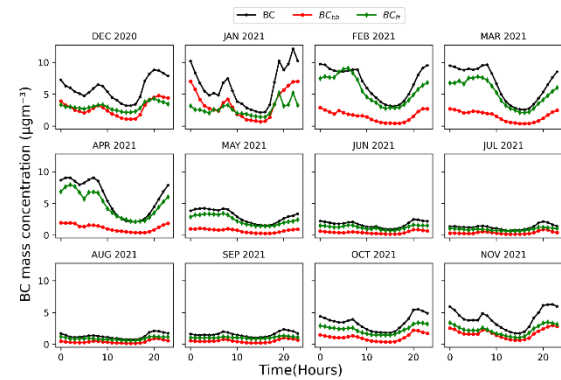 BC BC_bb BC_ff
DEC 2020 JAN 2021 FEB 2021 MAR 2021
10
5
0
APR 2021 MAY 2021 JUN 2021 JUL 2021
10
5
0
AUG 2021 SEP 2021 OCT 2021 NOV 2021
10
5
0
0 10 20 0 10 20 0 10 20 0 10 20
BC mass concentration (μgm⁻³)
Time(Hours)